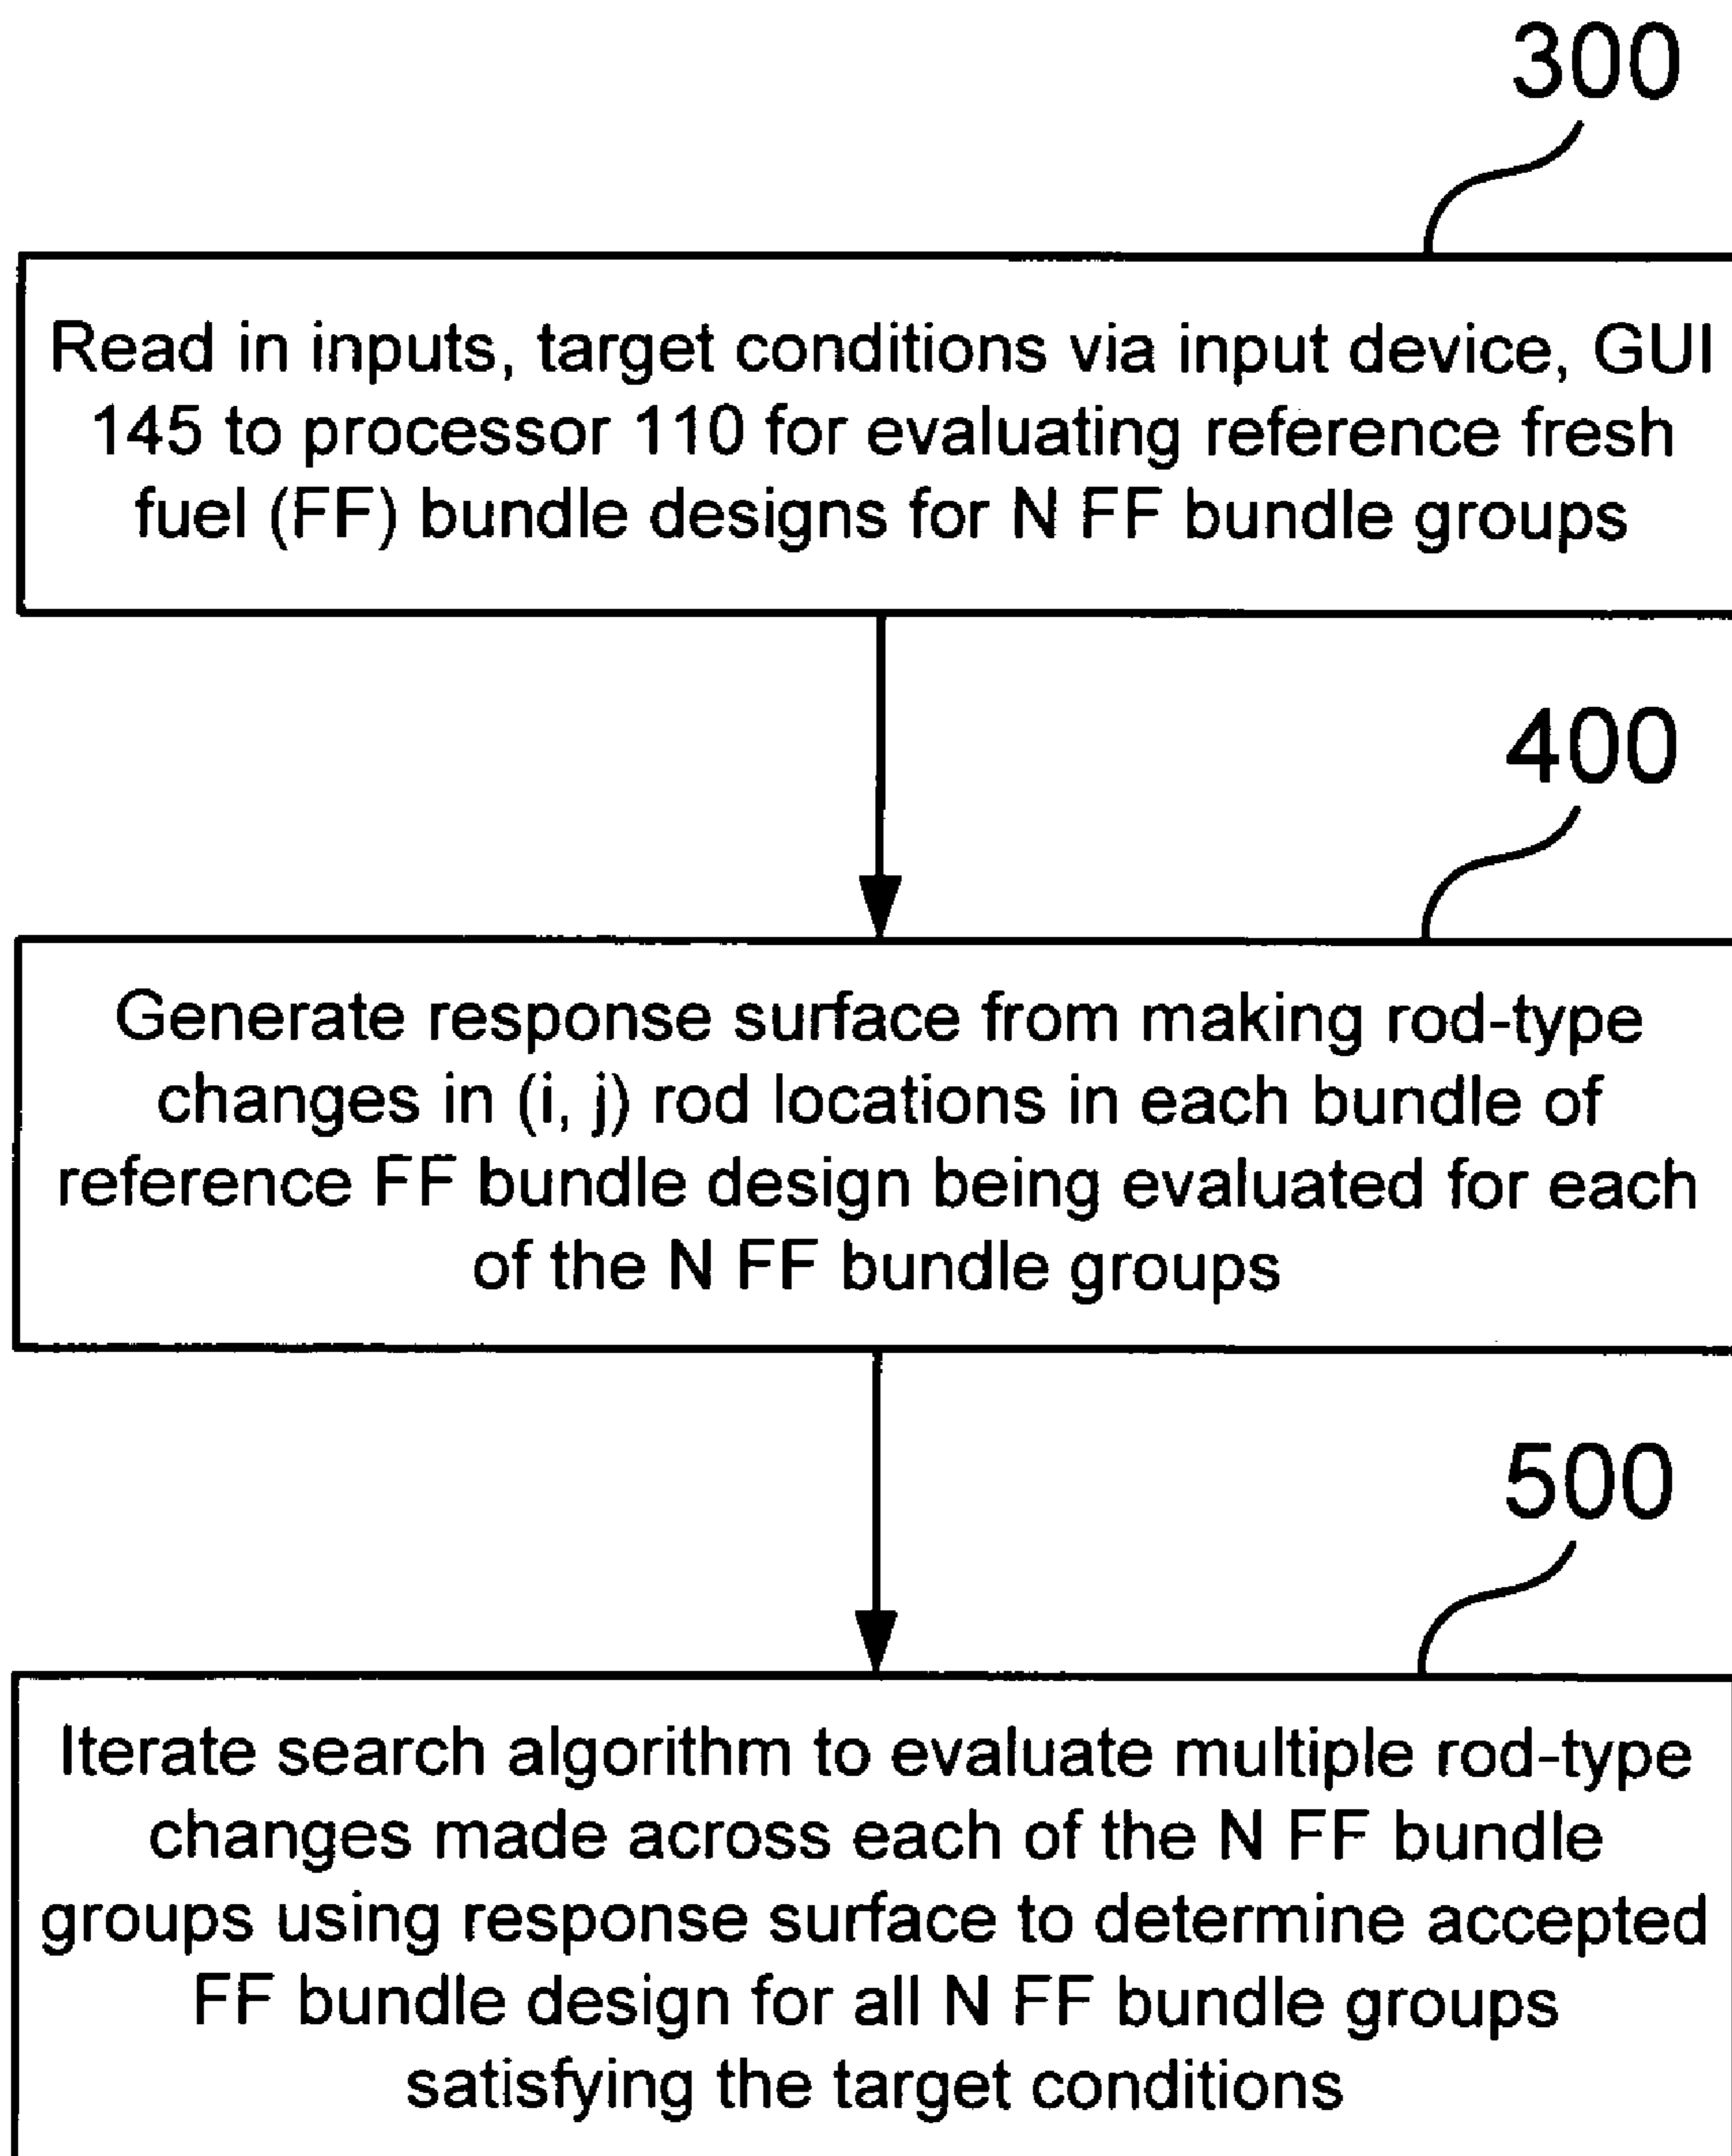 300
Read in inputs, target conditions via input device, GUI
145 to processor 110 for evaluating reference fresh
fuel (FF) bundle designs for N FF bundle groups
400
Generate response surface from making rod-type
changes in (i, j) rod locations in each bundle of
reference FF bundle design being evaluated for each
of the N FF bundle groups
500
Iterate search algorithm to evaluate multiple rod-type
changes made across each of the N FF bundle
groups using response surface to determine accepted
FF bundle design for all N FF bundle groups
satisfying the target conditions